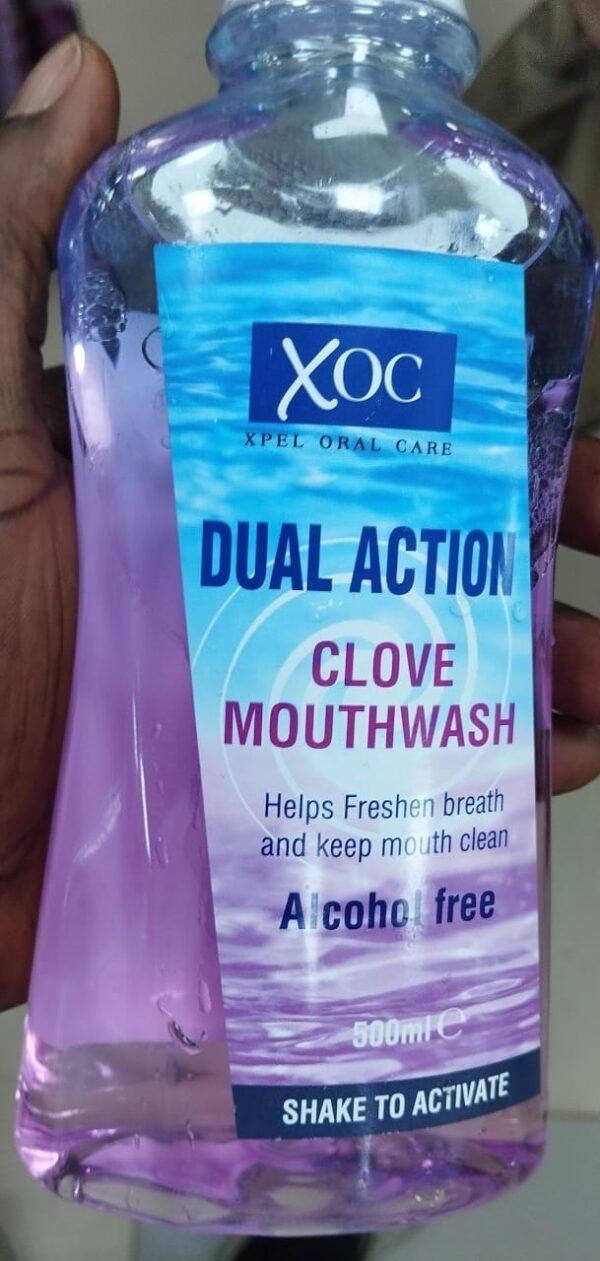 XOC
XPEL ORAL CARE
DUAL ACTION
CLOVE
MOUTHWASH
Helps Freshen breath
and keep mouth clean
Alcohol free
500ml ℮
SHAKE TO ACTIVATE